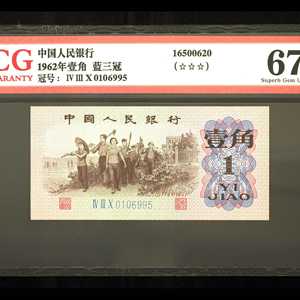 CG
ARANTY
中国人民银行
1962年壹角 蓝三冠
冠号: IV III X 0106995
16500620
(☆☆☆)
67
Superb Gem U
中国人民银行
壹角
1
YI
JIAO
IV III X 0106995